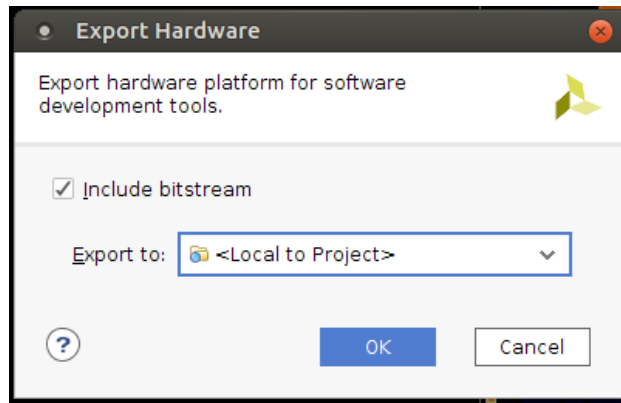 Export Hardware
Export hardware platform for software
development tools.
Include bitstream
Export to: <Local to Project>
?
OK Cancel